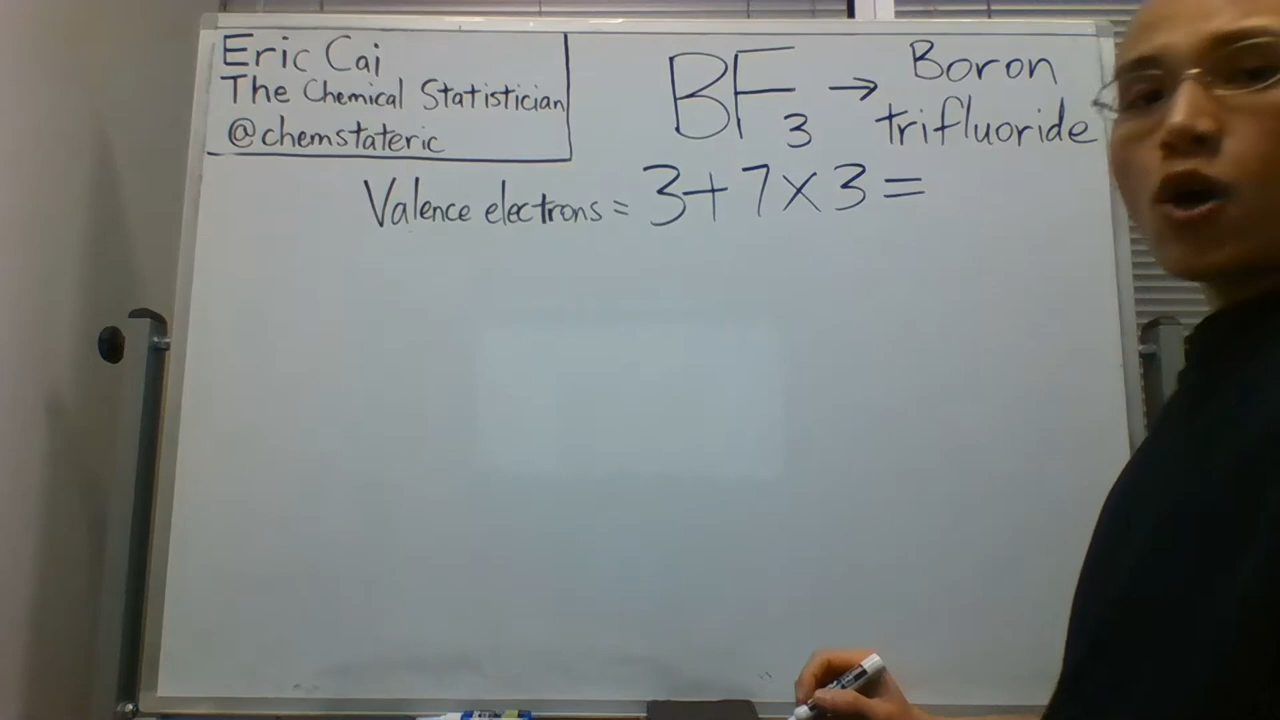 Eric Cai
The Chemical Statistician
@chemstateric
BF₃ → Boron trifluoride
Valence electrons = 3+7×3=